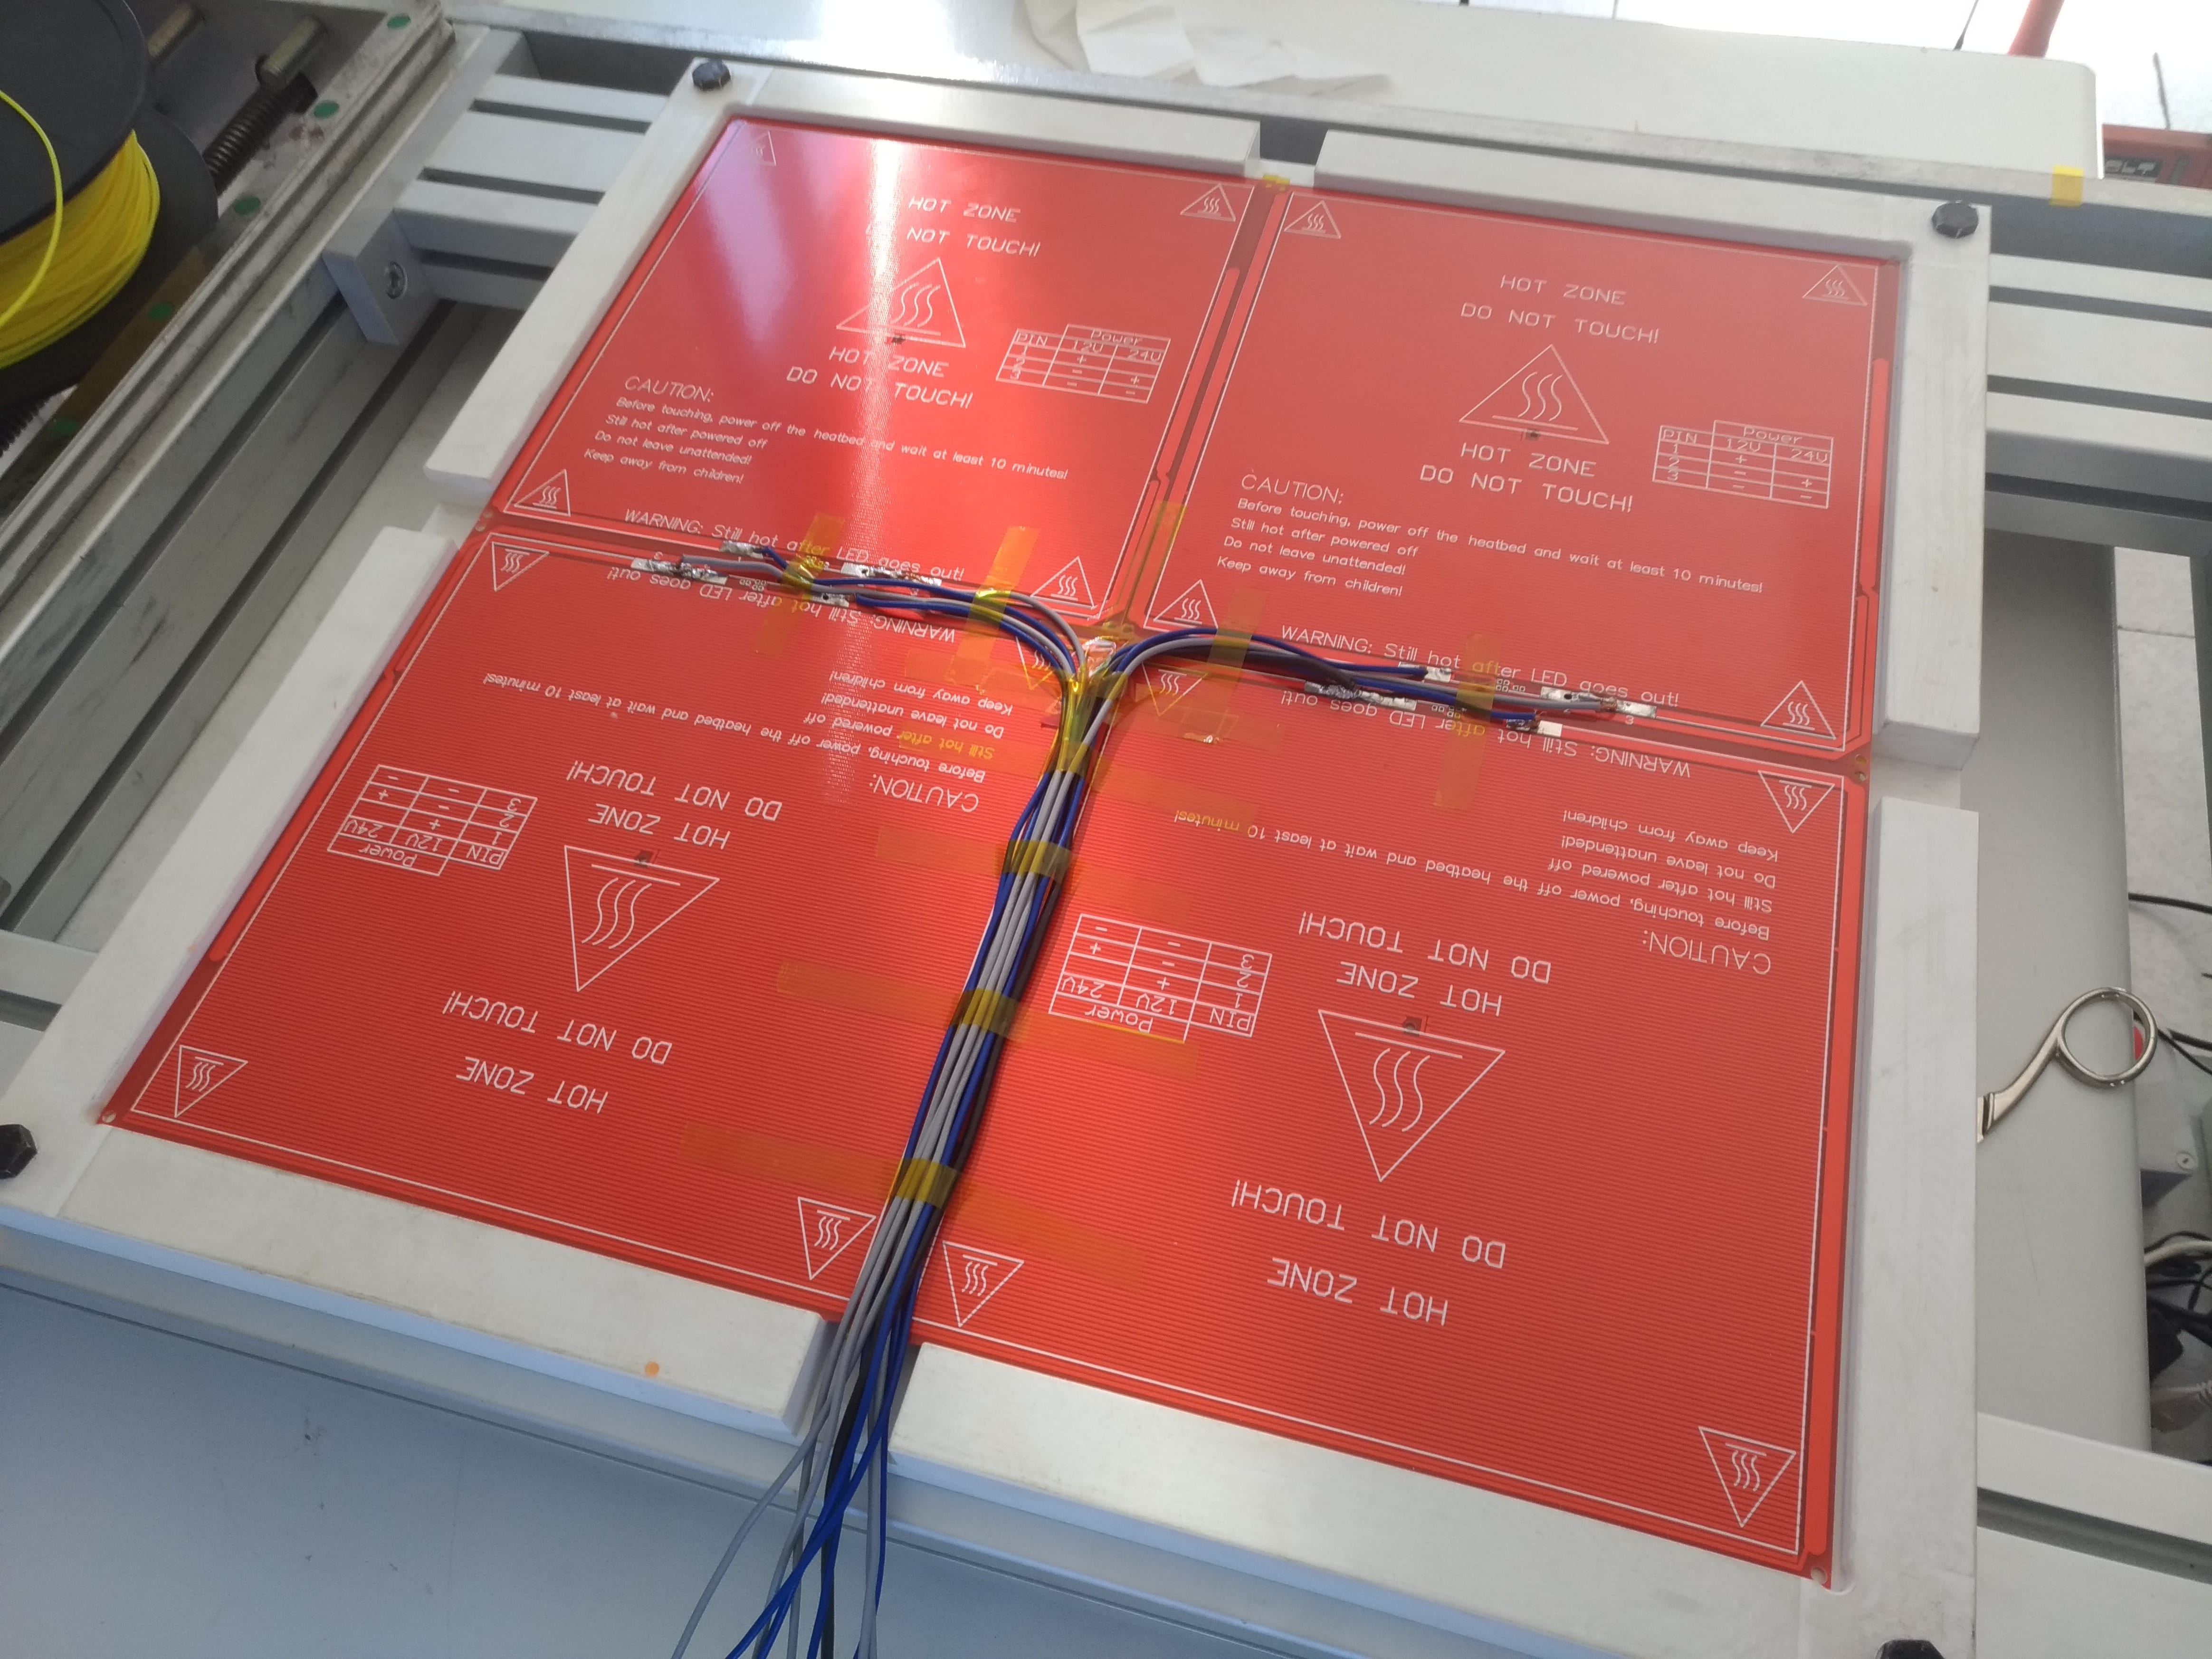 HOT ZONE
NOT TOUCH!
HOT ZONE
DO NOT TOUCH!
Power
PIN 12V 24V
1 + 
2 - +
3 - -
CAUTION:
Before touching, power off the heatbed and wait at least 10 minutes!
Still hot after powered off
Do not leave unattended!
Keep away from children!
WARNING: Still hot after LED goes out!
HOT ZONE
DO NOT TOUCH!
HOT ZONE
DO NOT TOUCH!
Power
PIN 12V 24V
1 +
2 - +
3 - -
CAUTION:
Before touching, power off the heatbed and wait at least 10 minutes!
Still hot after powered off
Do not leave unattended!
Keep away from children!
WARNING: Still hot after LED goes out!
3
HOT ZONE
DO NOT TOUCH!
HOT ZONE
DO NOT TOUCH!
Power
PIN 12V 24V
1 +
2 - +
3 - -
CAUTION:
Before touching, power off the heatbed and wait at least 10 minutes!
Still hot after powered off
Do not leave unattended!
Keep away from children!
WARNING: Still hot after LED goes out!
3
HOT ZONE
DO NOT TOUCH!
HOT ZONE
DO NOT TOUCH!
Power
PIN 12V 24V
1 +
2 - +
3 - -
CAUTION:
Before touching, power off the heatbed and wait at least 10 minutes!
Still hot after powered off
Do not leave unattended!
Keep away from children!
WARNING: Still hot after LED goes out!